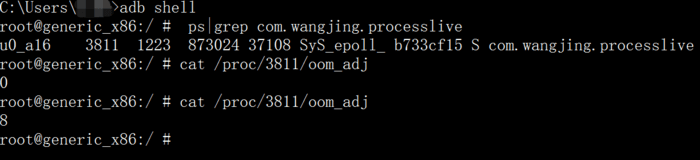 C:\Users\ >adb shell
root@generic_x86:/ #  ps|grep com.wangjing.processlive
u0_a16    3811  1223  873024 37108 SyS_epoll_ b733cf15 S com.wangjing.processlive
root@generic_x86:/ # cat /proc/3811/oom_adj
0
root@generic_x86:/ # cat /proc/3811/oom_adj
8
root@generic_x86:/ #